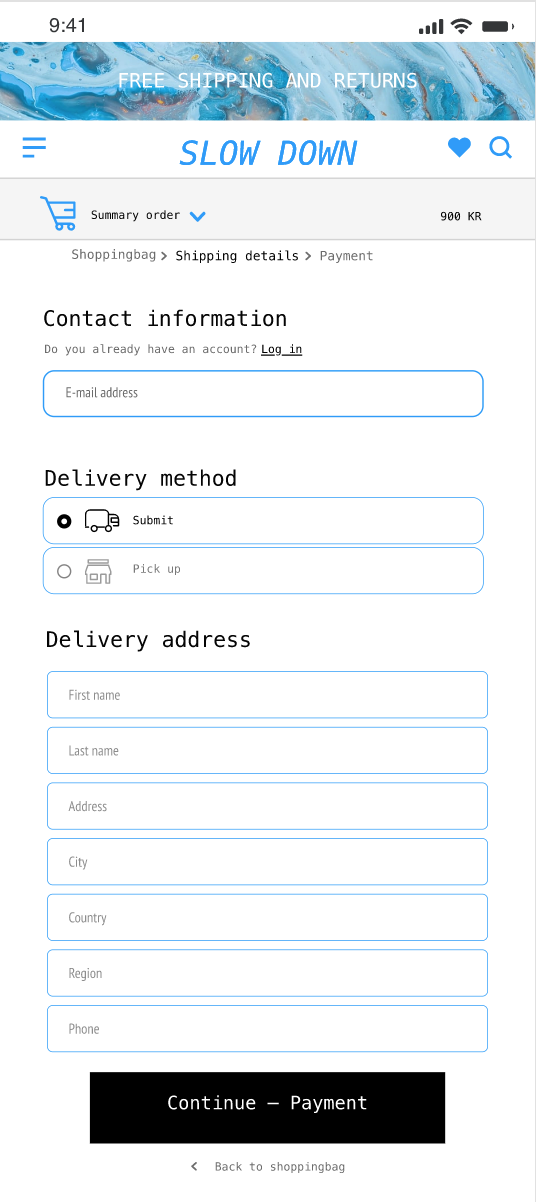 9:41
FREE SHIPPING AND RETURNS
SLOW DOWN
Summary order 900 KR
Shoppingbag > Shipping details > Payment
Contact information
Do you already have an account? Log in
E-mail address
Delivery method
Submit
Pick up
Delivery address
First name
Last name
Address
City
Country
Region
Phone
Continue – Payment
< Back to shoppingbag